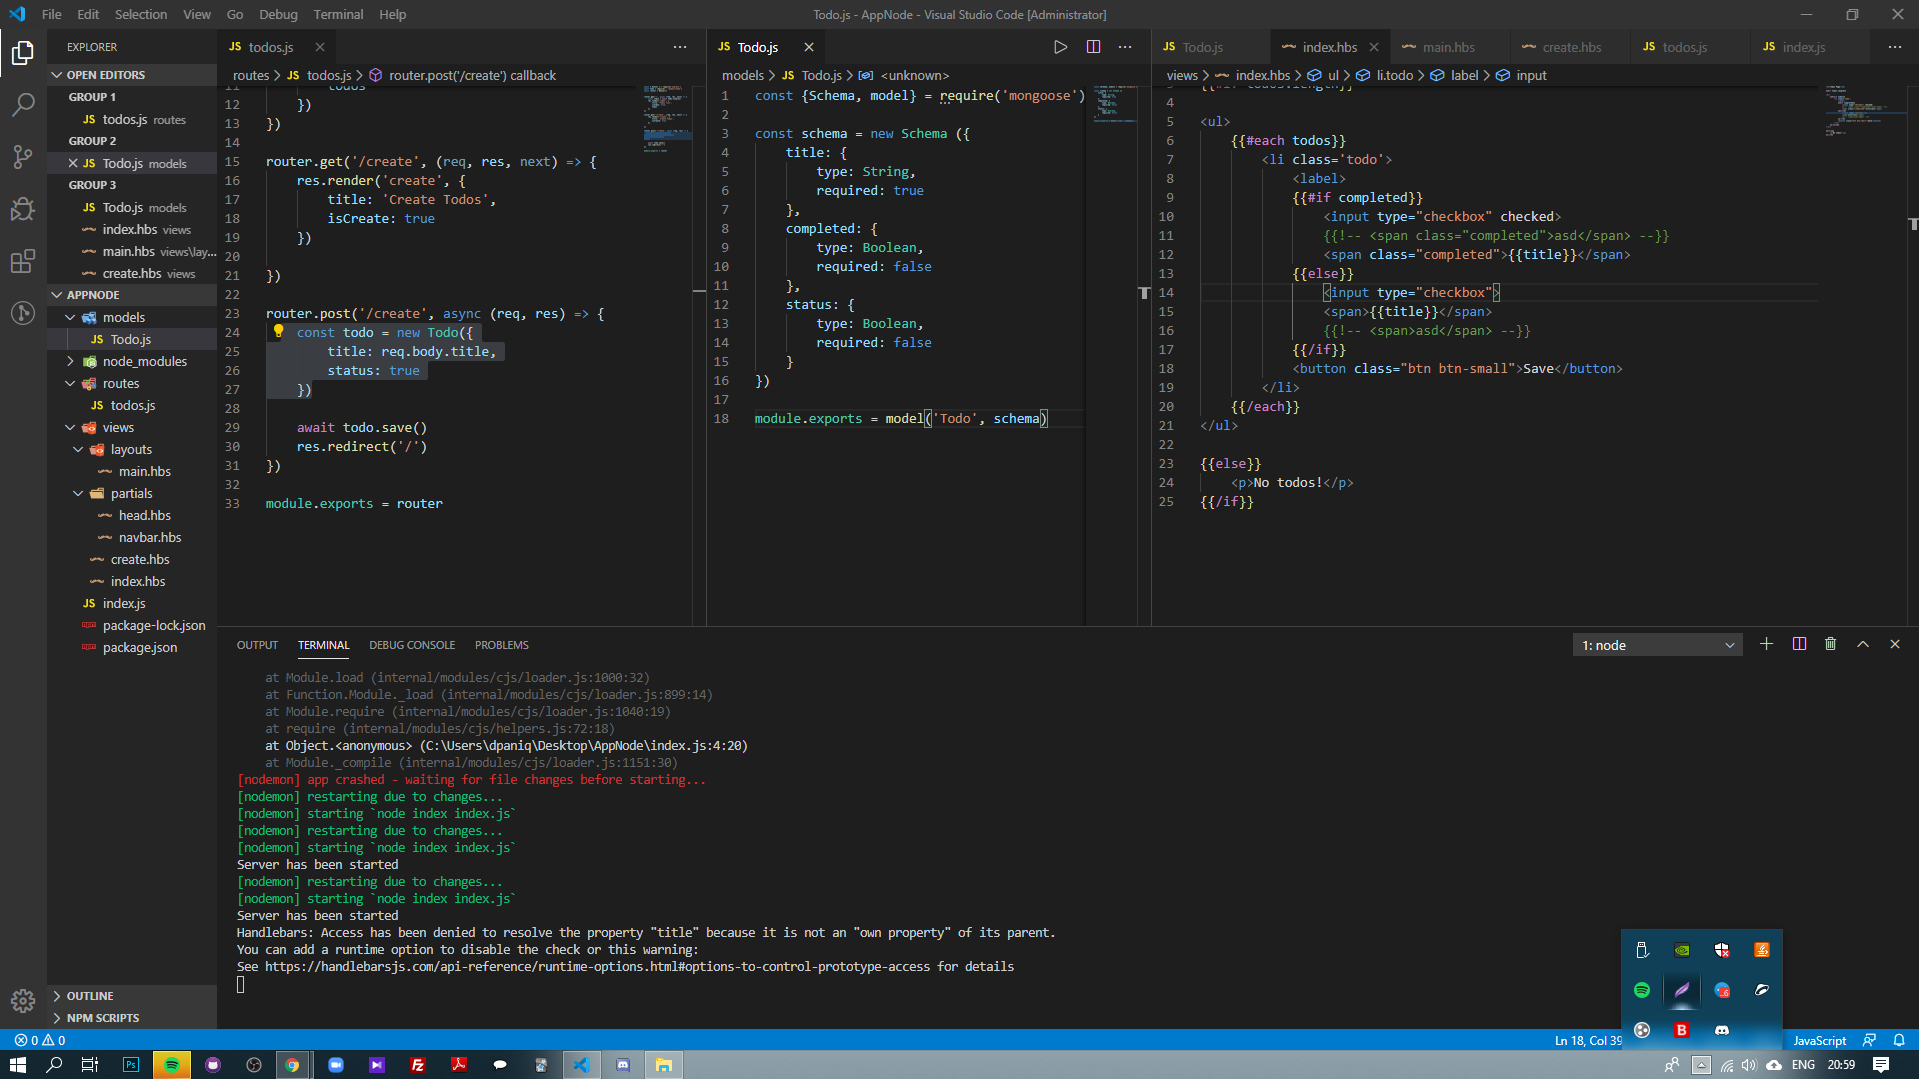 File Edit Selection View Go Debug Terminal Help
Todo.js - AppNode - Visual Studio Code [Administrator]
EXPLORER
OPEN EDITORS
GROUP 1
JS todos.js routes
GROUP 2
JS Todo.js models
GROUP 3
JS Todo.js models
index.hbs views
main.hbs views\lay...
create.hbs views
APPNODE
models
JS Todo.js
node_modules
routes
JS todos.js
views
layouts
main.hbs
partials
head.hbs
navbar.hbs
create.hbs
index.hbs
JS index.js
package-lock.json
package.json
OUTLINE
NPM SCRIPTS
JS todos.js
routes > JS todos.js > router.post('/create') callback
11 todos
12 })
13 })
14
15 router.get('/create', (req, res, next) => {
16 res.render('create', {
17 title: 'Create Todos',
18 isCreate: true
19 })
20
21 })
22
23 router.post('/create', async (req, res) => {
24 const todo = new Todo({
25 title: req.body.title,
26 status: true
27 })
28
29 await todo.save()
30 res.redirect('/')
31 })
32
33 module.exports = router
JS Todo.js
models > JS Todo.js > <unknown>
1 const {Schema, model} = require('mongoose')
2
3 const schema = new Schema ({
4 title: {
5 type: String,
6 required: true
7 },
8 completed: {
9 type: Boolean,
10 required: false
11 },
12 status: {
13 type: Boolean,
14 required: false
15 }
16 })
17
18 module.exports = model('Todo', schema)
JS Todo.js index.hbs main.hbs create.hbs JS todos.js JS index.js
views > index.hbs > ul > li.todo > label > input
3 {{#if todos.length}}
4
5 <ul>
6 {{#each todos}}
7 <li class='todo'>
8 <label>
9 {{#if completed}}
10 <input type="checkbox" checked>
11 {{!-- <span class="completed">asd</span> --}}
12 <span class="completed">{{title}}</span>
13 {{else}}
14 <input type="checkbox">
15 <span>{{title}}</span>
16 {{!-- <span>asd</span> --}}
17 {{/if}}
18 <button class="btn btn-small">Save</button>
19 </li>
20 {{/each}}
21 </ul>
22
23 {{else}}
24 <p>No todos!</p>
25 {{/if}}
OUTPUT TERMINAL DEBUG CONSOLE PROBLEMS
1: node
at Module.load (internal/modules/cjs/loader.js:1000:32)
at Function.Module._load (internal/modules/cjs/loader.js:899:14)
at Module.require (internal/modules/cjs/loader.js:1040:19)
at require (internal/modules/cjs/helpers.js:72:18)
at Object.<anonymous> (C:\Users\dpaniq\Desktop\AppNode\index.js:4:20)
at Module._compile (internal/modules/cjs/loader.js:1151:30)
[nodemon] app crashed - waiting for file changes before starting...
[nodemon] restarting due to changes...
[nodemon] starting `node index index.js`
[nodemon] restarting due to changes...
[nodemon] starting `node index index.js`
Server has been started
[nodemon] restarting due to changes...
[nodemon] starting `node index index.js`
Server has been started
Handlebars: Access has been denied to resolve the property "title" because it is not an "own property" of its parent.
You can add a runtime option to disable the check or this warning:
See https://handlebarsjs.com/api-reference/runtime-options.html#options-to-control-prototype-access for details
0 0
Ln 18, Col 39
JavaScript
Ps
ENG 20:59